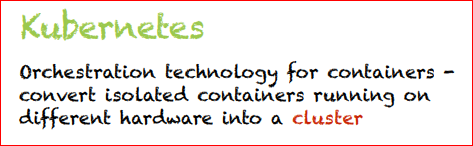 Kubernetes
Orchestration technology for containers -
convert isolated containers running on
different hardware into a cluster